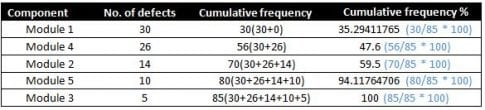 Component No. of defects Cumulative frequency Cumulative frequency %
Module 1 30 30(30+0) 35.29411765 (30/85 * 100)
Module 4 26 56(30+26) 47.6 (56/85 * 100)
Module 2 14 70(30+26+14) 59.5 (70/85 * 100)
Module 5 10 80(30+26+14+10) 94.11764706 (80/85 * 100)
Module 3 5 85(30+26+14+10+5) 100 (85/85 * 100)